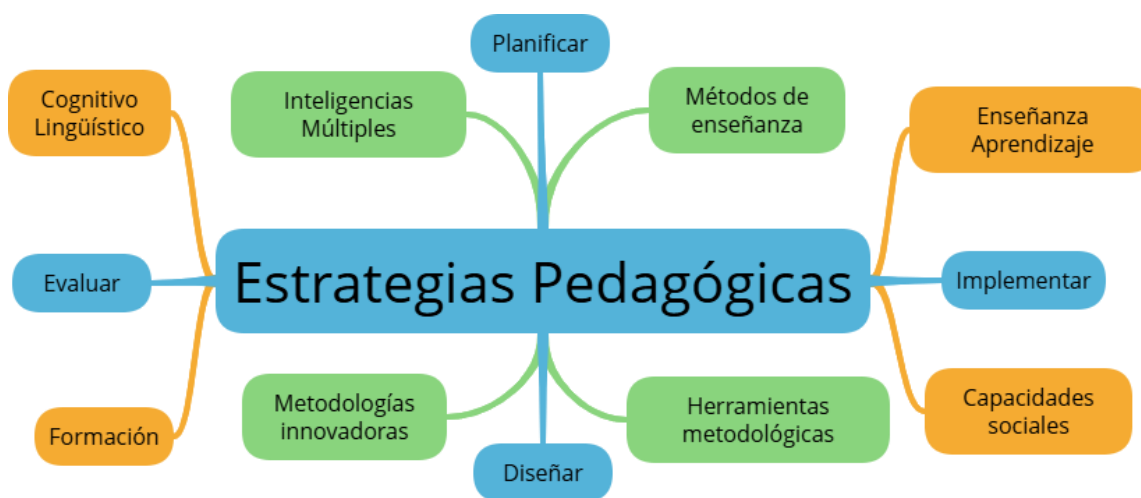 Planificar
Cognitivo
Lingüístico
Inteligencias
Múltiples
Métodos de
enseñanza
Enseñanza
Aprendizaje
Evaluar
Estrategias Pedagógicas
Implementar
Formación
Metodologías
innovadoras
Herramientas
metodológicas
Capacidades
sociales
Diseñar